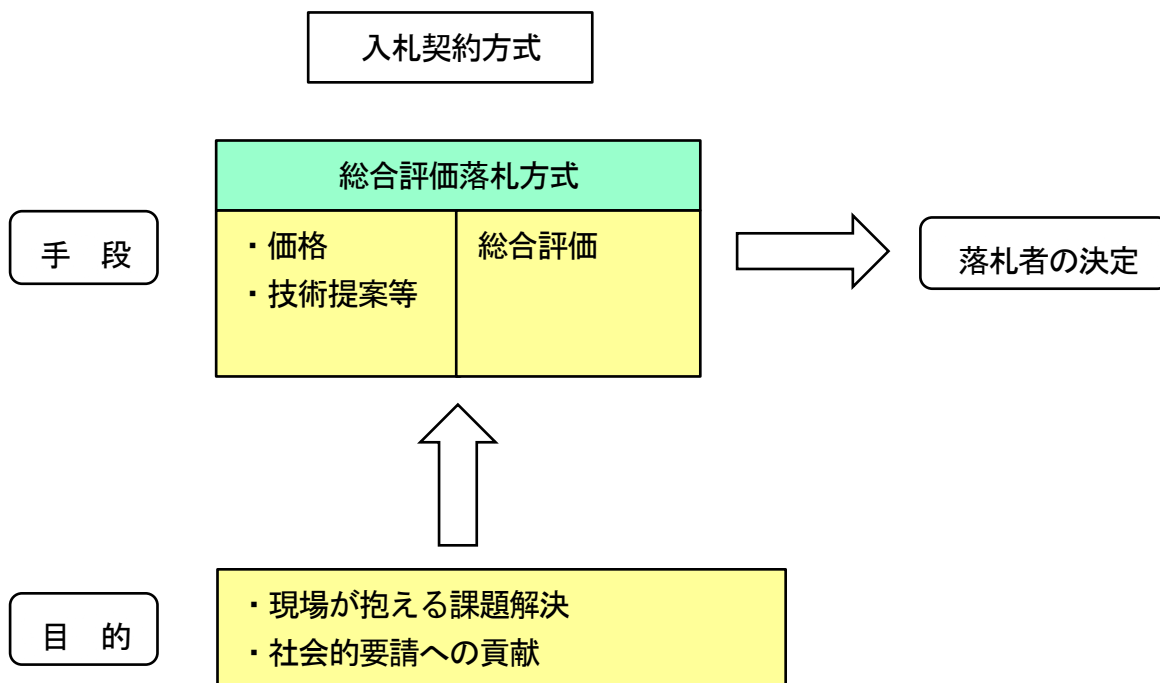 入札契約方式
総合評価落札方式
手　段
・価格
・技術提案等
総合評価
落札者の決定
目　的
・現場が抱える課題解決
・社会的要請への貢献